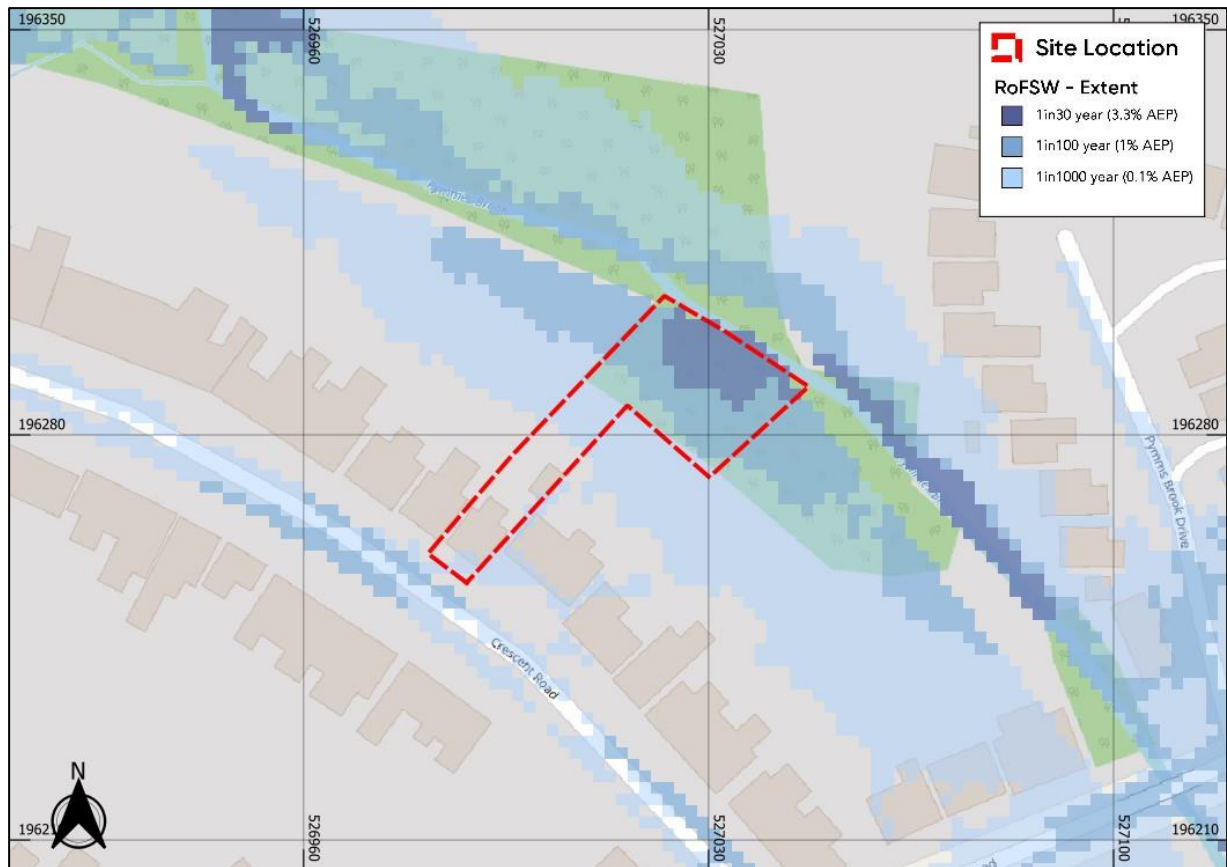 196350
526960
527030
196350
Site Location
RoFSW - Extent
1in30 year (3.3% AEP)
1in100 year (1% AEP)
1in1000 year (0.1% AEP)
196280
196280
Pymms Brook Drive
Crescent Road
N
196210
526960
527030
527100
196210